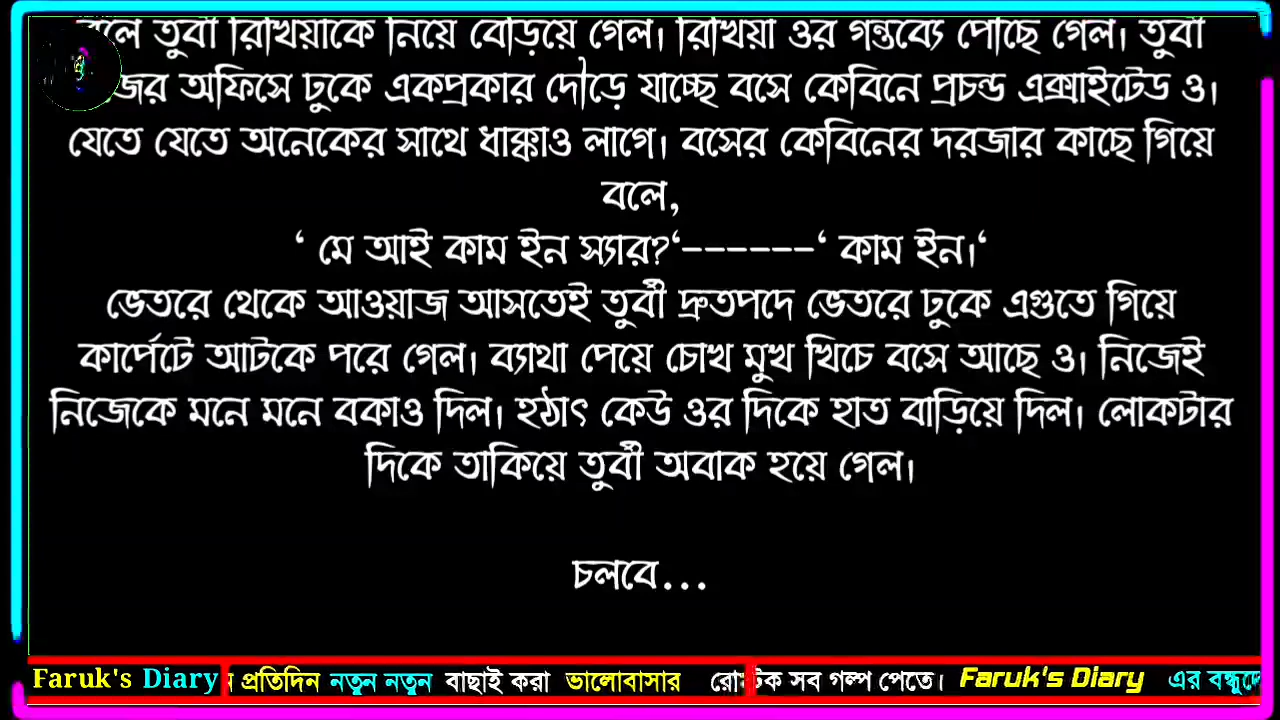 বলে তুবা রিখিয়াকে নিয়ে বেড়িয়ে গেল। রিখিয়া ওর গন্তব্যে পৌছে গেল। তুবা
অফিসে ঢুকে একপ্রকার দৌড়ে যাচ্ছে বসে কেবিনে প্রচন্ড এক্সাইটেড ও।
যেতে যেতে অনেকের সাথে ধাক্কাও লাগে। বসের কেবিনের দরজার কাছে গিয়ে
বলে,
‘ মে আই কাম ইন স্যার?‘------‘ কাম ইন।‘
ভেতরে থেকে আওয়াজ আসতেই তুর্বী দ্রুতপদে ভেতরে ঢুকে এগুতে গিয়ে
কার্পেটে আটকে পরে গেল। ব্যাথা পেয়ে চোখ মুখ খিচে বসে আছে ও। নিজেই
নিজেকে মনে মনে বকাও দিল। হঠাৎ কেউ ওর দিকে হাত বাড়িয়ে দিল। লোকটার
দিকে তাকিয়ে তুর্বী অবাক হয়ে গেল।
চলবে...
Faruk's Diary প্রতিদিন নতুন নতুন বাছাই করা ভালোবাসার সব গল্প পেতে। Faruk's Diary এর